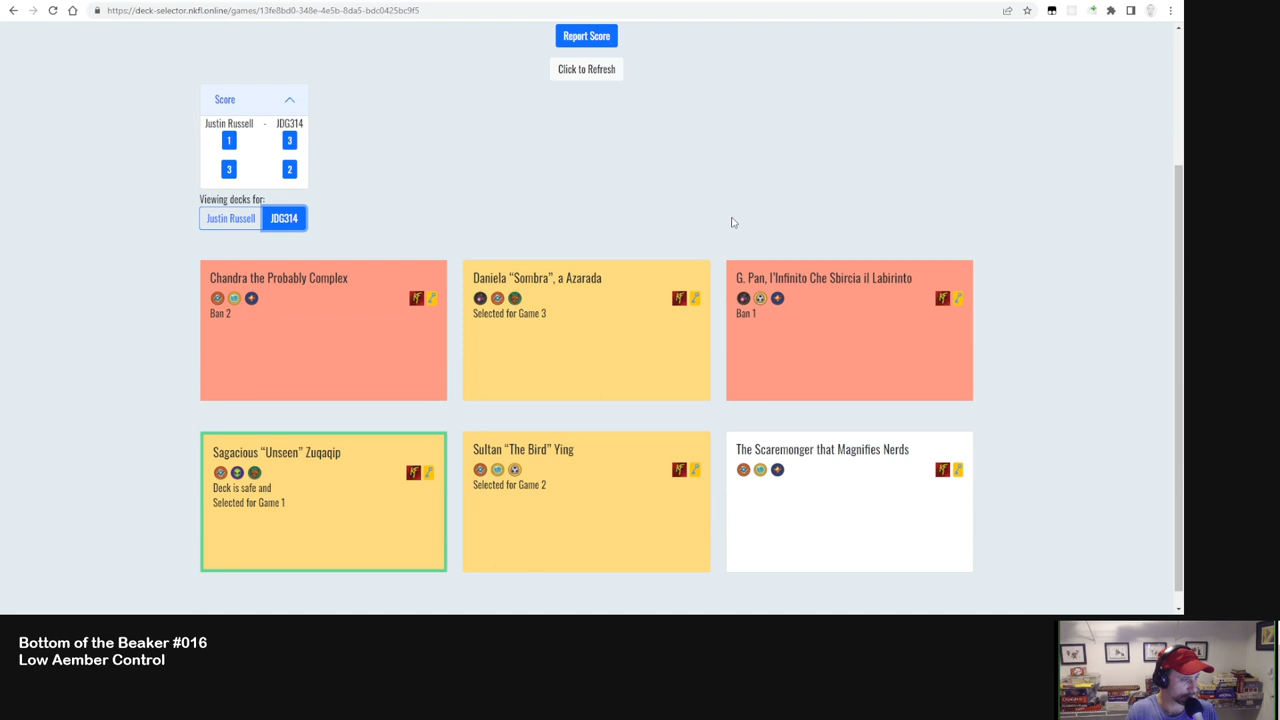 https://deck-selector.nkfl.online/games/13fe8bd0-348e-4e5b-8da5-bdc0425bc9f5
Report Score
Click to Refresh
Score
Justin Russell - JDG314
1 3
3 2
Viewing decks for:
Justin Russell JDG314
Chandra the Probably Complex
Ban 2
Daniela “Sombra”, a Azarada
Selected for Game 3
G. Pan, l’Infinito Che Sbircia il Labirinto
Ban 1
Sagacious “Unseen” Zuqaqip
Deck is safe and
Selected for Game 1
Sultan “The Bird” Ying
Selected for Game 2
The Scaremonger that Magnifies Nerds
Bottom of the Beaker #016
Low Aember Control